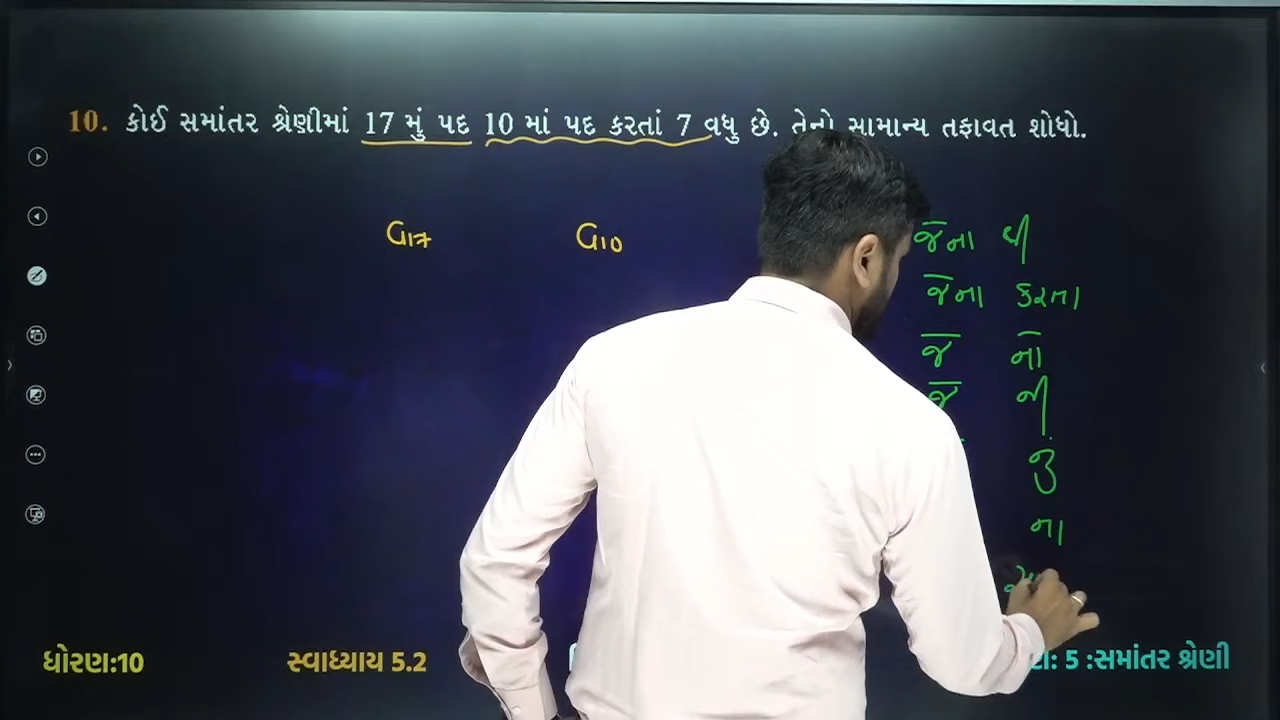 10. કોઈ સમાંતર શ્રેણીમાં 17 મું પદ 10 માં પદ કરતાં 7 વધુ છે. તેનો સામાન્ય તફાવત શોધો.
a17 a10 જેના થી
જેના કરતા
જે નો
જે ની
નું
ના
ધોરણ:10 સ્વાધ્યાય 5.2 : 5 :સમાંતર શ્રેણી